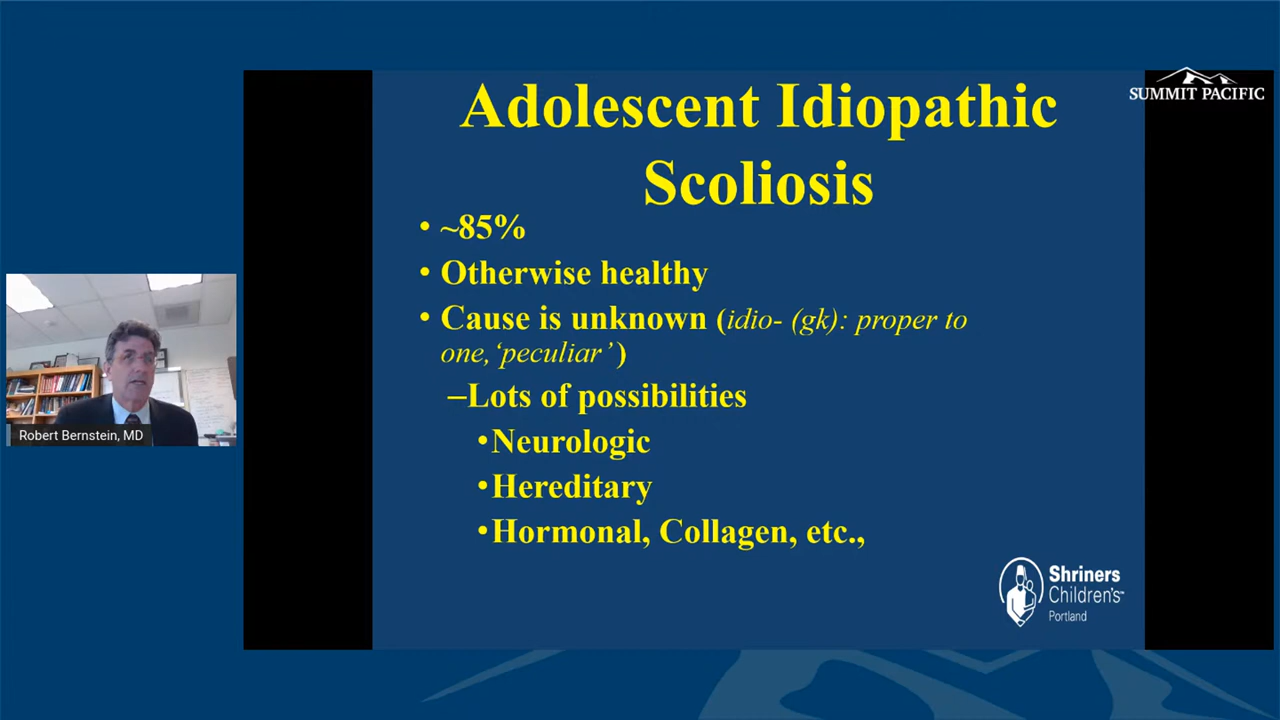 SUMMIT PACIFIC
Adolescent Idiopathic
Scoliosis
• ~85%
• Otherwise healthy
• Cause is unknown (idio- (gk): proper to
one,‘peculiar’)
–Lots of possibilities
•Neurologic
•Hereditary
•Hormonal, Collagen, etc.,
Robert Bernstein, MD
Shriners
Children's™
Portland